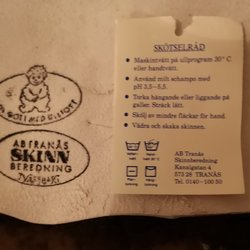 SKÖTSELRÅD
• Maskintvätt på ullprogram 30° C
eller handtvätt.
• Använd milt schampo med
pH 3,5–5,5.
• Torka hängande eller liggande på
galler. Sträck lätt.
• Skölj av mindre fläckar för hand.
• Vädra och skaka skinnen.
AB Tranås
Skinnberedning
Kanalgatan 4
573 28 TRANÅS
Tel. 0140-100 50
AB TRANÅS
SKINN
BEREDNING